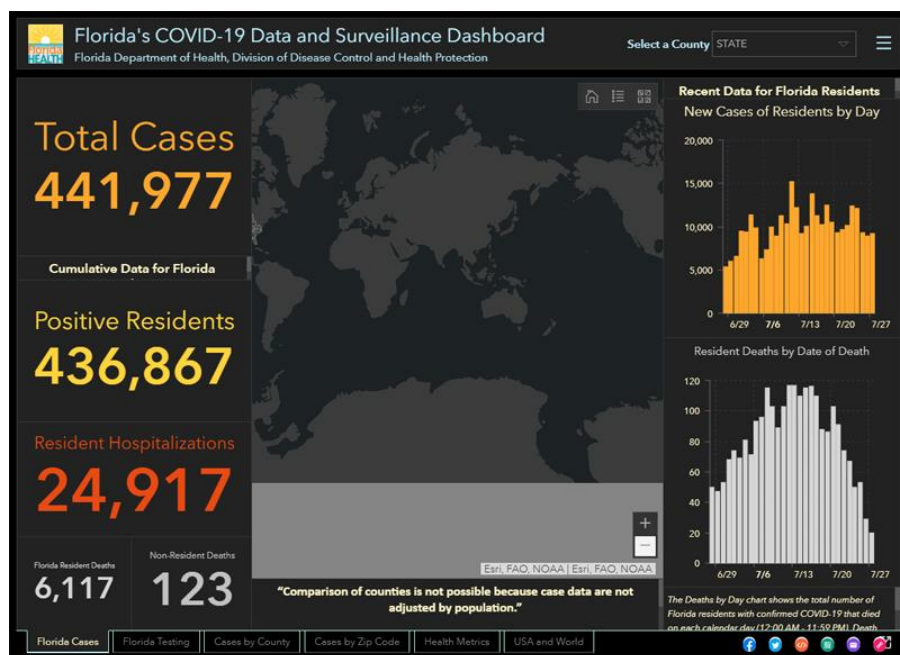 Florida's COVID-19 Data and Surveillance Dashboard
Florida Department of Health, Division of Disease Control and Health Protection
Florida
HEALTH
Select a County STATE
Total Cases
441,977
Cumulative Data for Florida
Positive Residents
436,867
Resident Hospitalizations
24,917
Florida Resident Deaths
6,117
Non-Resident Deaths
123
+
−
Esri, FAO, NOAA | Esri, FAO, NOAA
"Comparison of counties is not possible because case data are not
adjusted by population."
Recent Data for Florida Residents
New Cases of Residents by Day
20,000
15,000
10,000
5,000
0
6/29 7/6 7/13 7/20 7/27
Resident Deaths by Date of Death
120
100
80
60
40
20
0
6/29 7/6 7/13 7/20 7/27
The Deaths by Day chart shows the total number of
Florida residents with confirmed COVID-19 that died
on each calendar day (12:00 AM - 11:59 PM). Death
Florida Cases Florida Testing Cases by County Cases by Zip Code Health Metrics USA and World